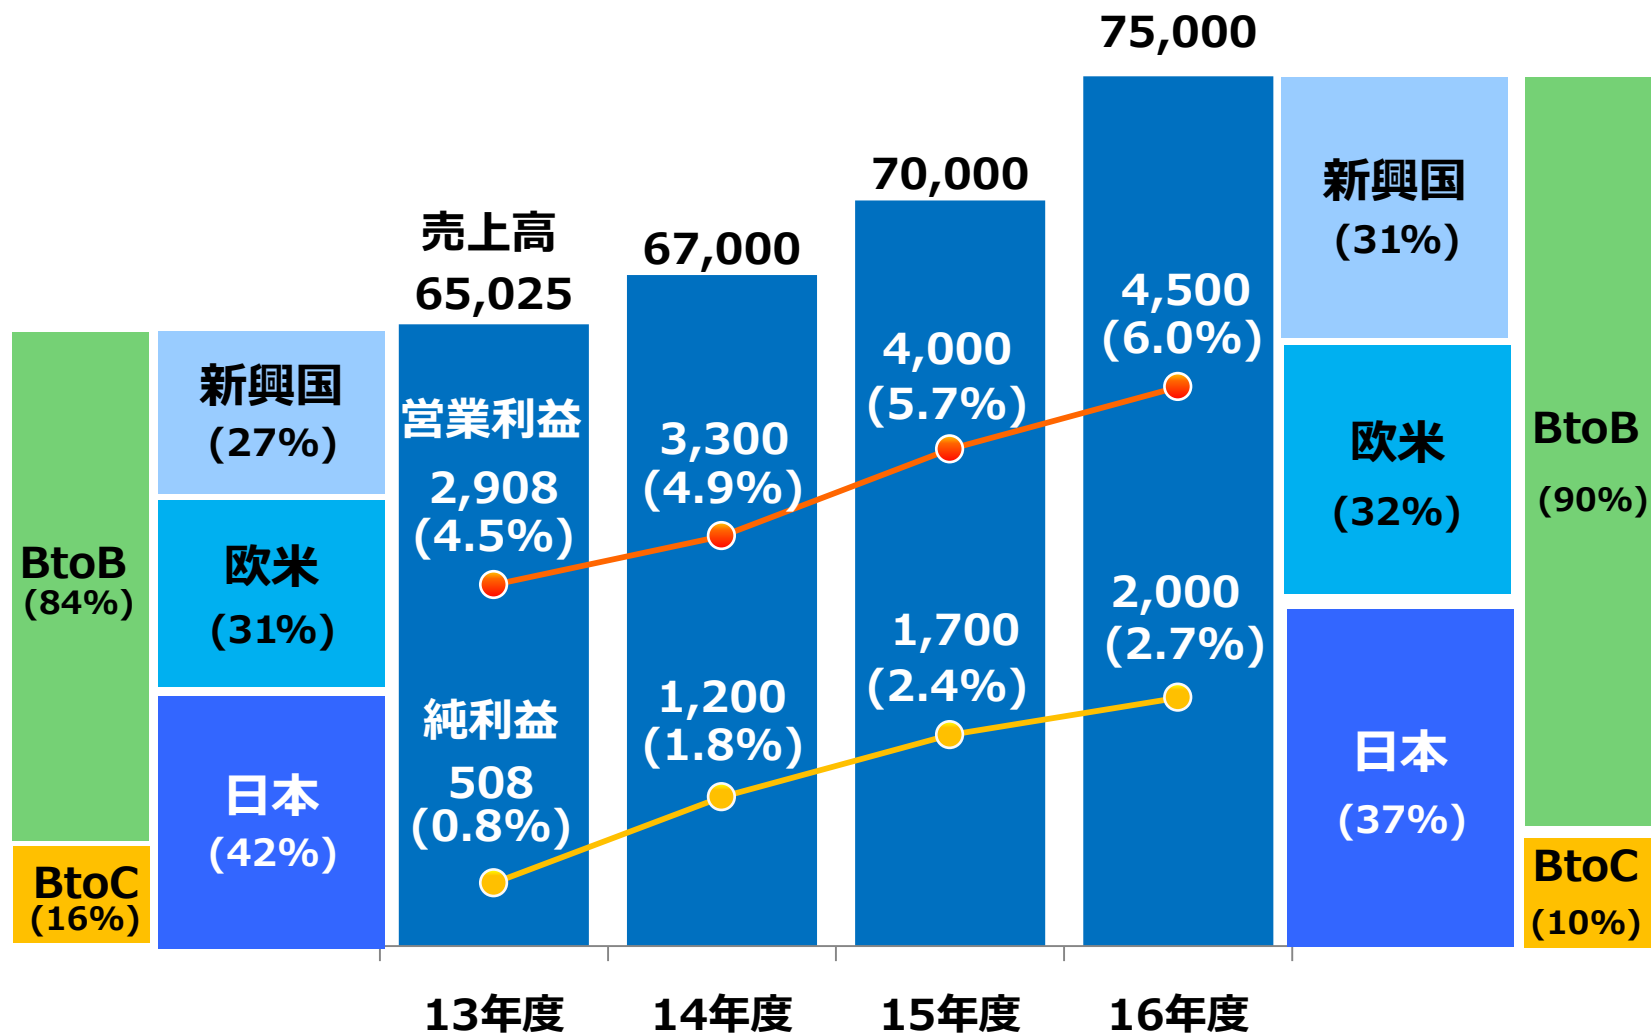 BtoB
(84%)
BtoC
(16%)
新興国
(27%)
欧米
(31%)
日本
(42%)
売上高
65,025
営業利益
2,908
(4.5%)
純利益
508
(0.8%)
67,000
3,300
(4.9%)
1,200
(1.8%)
70,000
4,000
(5.7%)
1,700
(2.4%)
75,000
4,500
(6.0%)
2,000
(2.7%)
新興国
(31%)
欧米
(32%)
日本
(37%)
BtoB
(90%)
BtoC
(10%)
13年度
14年度
15年度
16年度